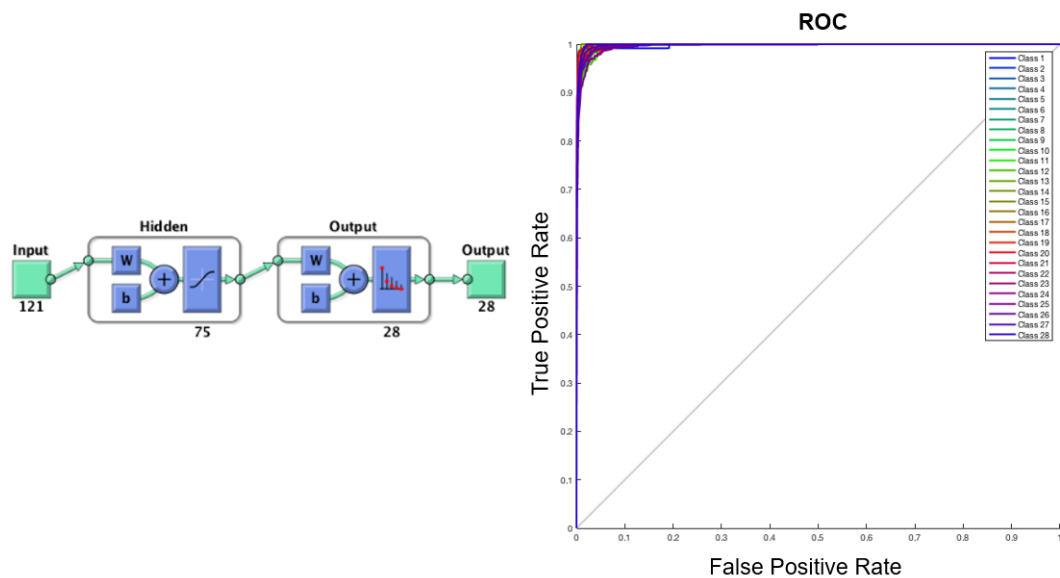 Hidden
Output
Input
Output
W
b
+
W
b
+
121
75
28
28
ROC
True Positive Rate
1
0.9
0.8
0.7
0.6
0.5
0.4
0.3
0.2
0.1
0
0
0.1
0.2
0.3
0.4
0.5
0.6
0.7
0.8
0.9
1
False Positive Rate
Class 1
Class 2
Class 3
Class 4
Class 5
Class 6
Class 7
Class 8
Class 9
Class 10
Class 11
Class 12
Class 13
Class 14
Class 15
Class 16
Class 17
Class 18
Class 19
Class 20
Class 21
Class 22
Class 23
Class 24
Class 25
Class 26
Class 27
Class 28